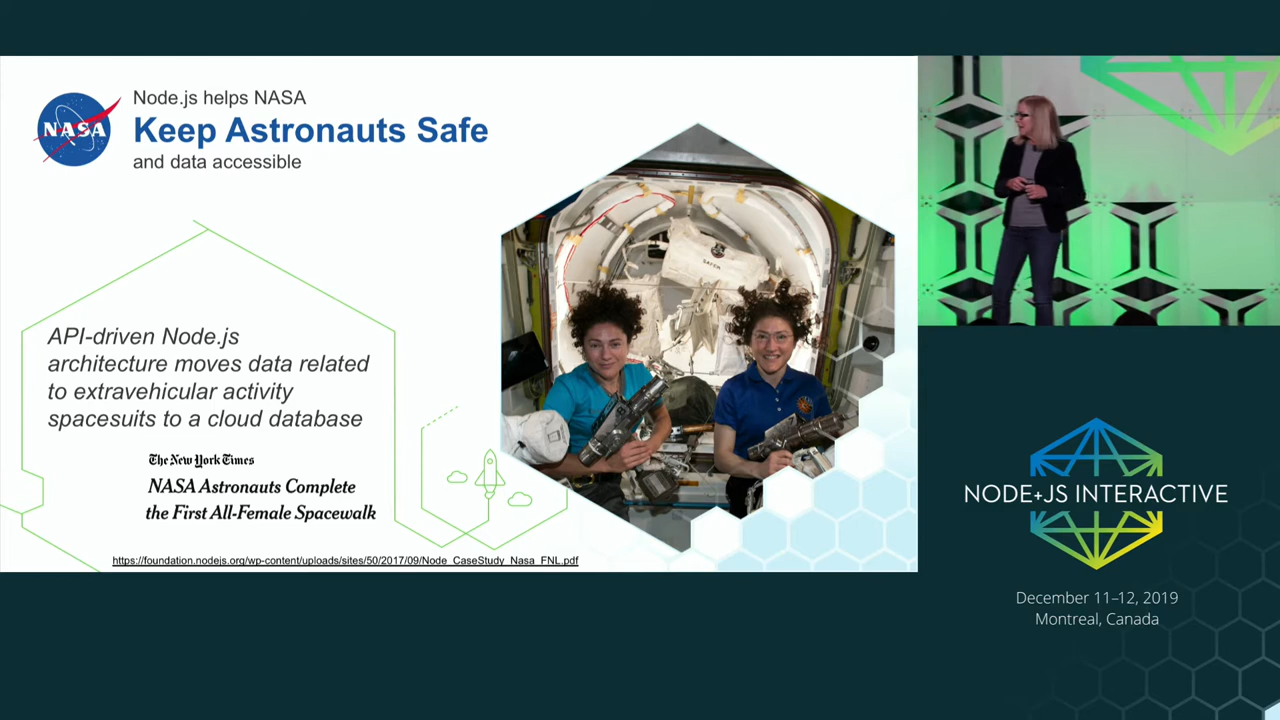 NASA
Node.js helps NASA
Keep Astronauts Safe
and data accessible
SAFER
API-driven Node.js
architecture moves data related
to extravehicular activity
spacesuits to a cloud database
The New York Times
NASA Astronauts Complete
the First All-Female Spacewalk
https://foundation.nodejs.org/wp-content/uploads/sites/50/2017/09/Node_CaseStudy_Nasa_FNL.pdf
NODE+JS INTERACTIVE
December 11–12, 2019
Montreal, Canada